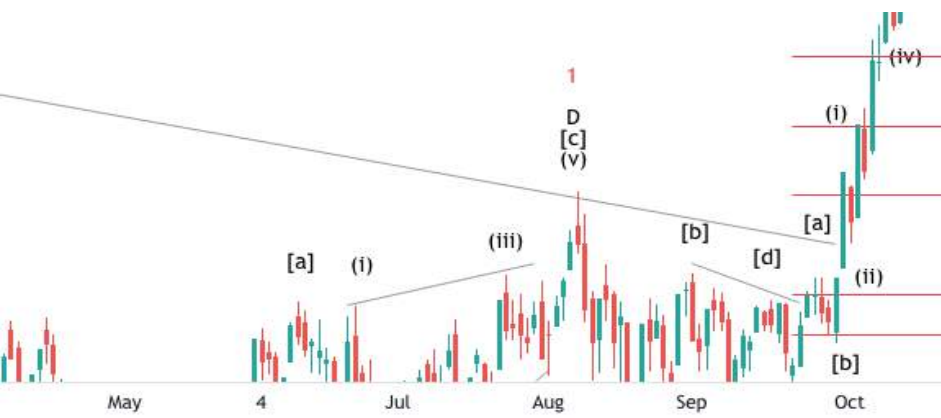 (iv)
1
D
(i)
[c]
(v)
[a]
[b]
(iii)
[d]
[a]
(i)
(ii)
[b]
May 4 Jul Aug Sep Oct